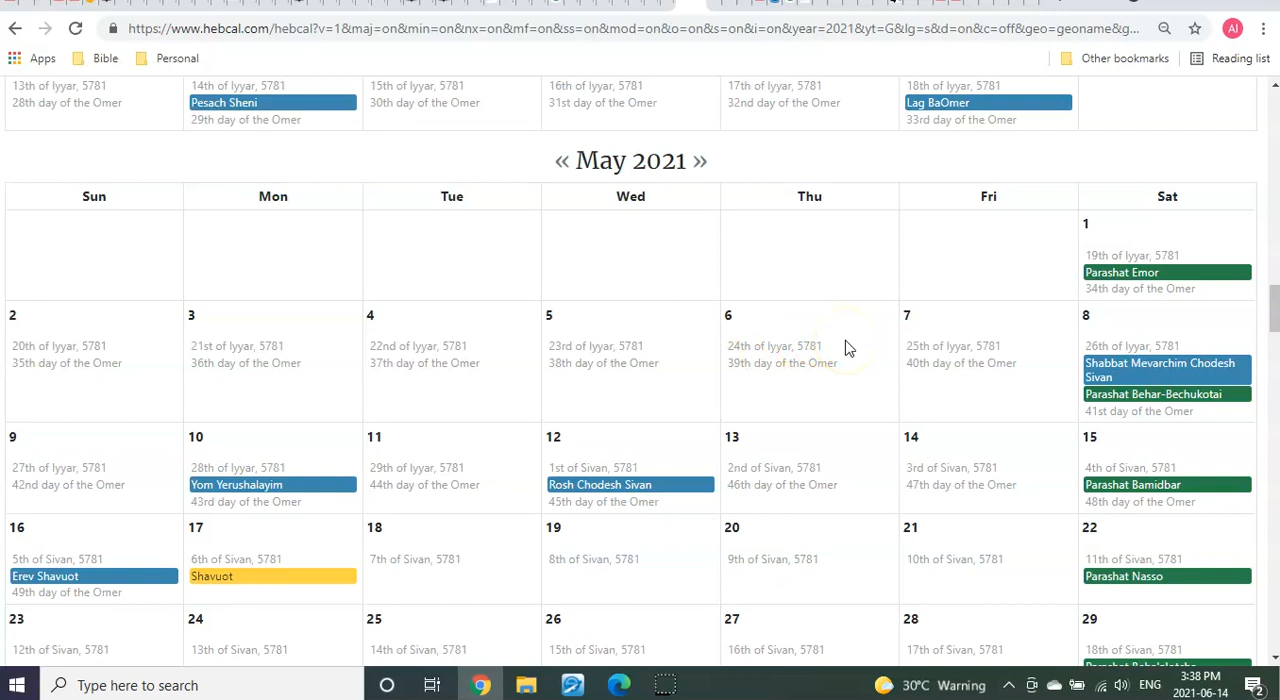 https://www.hebcal.com/hebcal?v=1&maj=on&min=on&nx=on&mf=on&ss=on&mod=on&o=on&s=on&i=on&year=2021&yt=G&lg=s&d=on&c=off&geo=geoname&g...
Al
Apps Bible Personal Other bookmarks Reading list
13th of Iyyar, 5781 14th of Iyyar, 5781 15th of Iyyar, 5781 16th of Iyyar, 5781 17th of Iyyar, 5781 18th of Iyyar, 5781
28th day of the Omer Pesach Sheni 30th day of the Omer 31st day of the Omer 32nd day of the Omer Lag BaOmer
29th day of the Omer 33rd day of the Omer
« May 2021 »
Sun Mon Tue Wed Thu Fri Sat
1
19th of Iyyar, 5781
Parashat Emor
34th day of the Omer
2 3 4 5 6 7 8
20th of Iyyar, 5781 21st of Iyyar, 5781 22nd of Iyyar, 5781 23rd of Iyyar, 5781 24th of Iyyar, 5781 25th of Iyyar, 5781 26th of Iyyar, 5781
35th day of the Omer 36th day of the Omer 37th day of the Omer 38th day of the Omer 39th day of the Omer 40th day of the Omer Shabbat Mevarchim Chodesh
Sivan
Parashat Behar-Bechukotai
41st day of the Omer
9 10 11 12 13 14 15
27th of Iyyar, 5781 28th of Iyyar, 5781 29th of Iyyar, 5781 1st of Sivan, 5781 2nd of Sivan, 5781 3rd of Sivan, 5781 4th of Sivan, 5781
42nd day of the Omer Yom Yerushalayim 44th day of the Omer Rosh Chodesh Sivan 46th day of the Omer 47th day of the Omer Parashat Bamidbar
43rd day of the Omer 45th day of the Omer 48th day of the Omer
16 17 18 19 20 21 22
5th of Sivan, 5781 6th of Sivan, 5781 7th of Sivan, 5781 8th of Sivan, 5781 9th of Sivan, 5781 10th of Sivan, 5781 11th of Sivan, 5781
Erev Shavuot Shavuot Parashat Nasso
49th day of the Omer
23 24 25 26 27 28 29
12th of Sivan, 5781 13th of Sivan, 5781 14th of Sivan, 5781 15th of Sivan, 5781 16th of Sivan, 5781 17th of Sivan, 5781 18th of Sivan, 5781
Type here to search 30°C Warning ENG 3:38 PM
2021-06-14 2